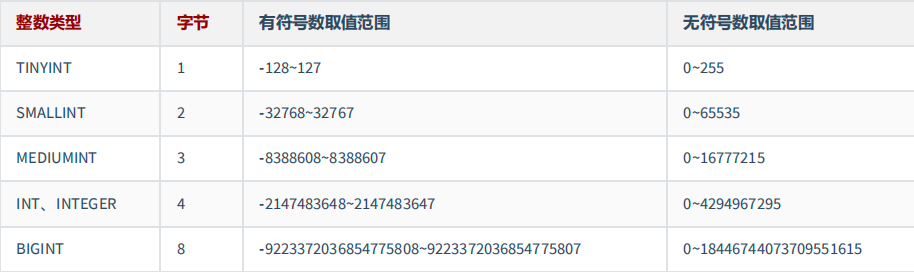 整数类型 字节 有符号数取值范围 无符号数取值范围
TINYINT 1 -128~127 0~255
SMALLINT 2 -32768~32767 0~65535
MEDIUMINT 3 -8388608~8388607 0~16777215
INT、INTEGER 4 -2147483648~2147483647 0~4294967295
BIGINT 8 -9223372036854775808~9223372036854775807 0~18446744073709551615